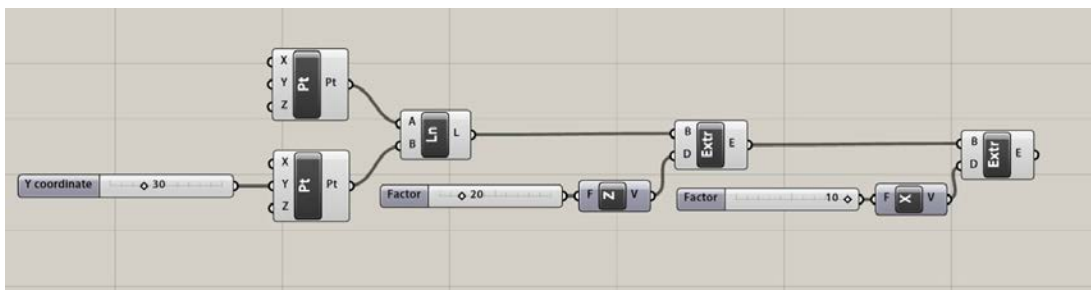 X
Y
Z
Pt
Pt
A
B
Ln
L
X
Y
Z
Pt
Pt
Y coordinate
30
Factor
20
F
Z
V
B
D
Extr
E
Factor
10
F
X
V
B
D
Extr
E